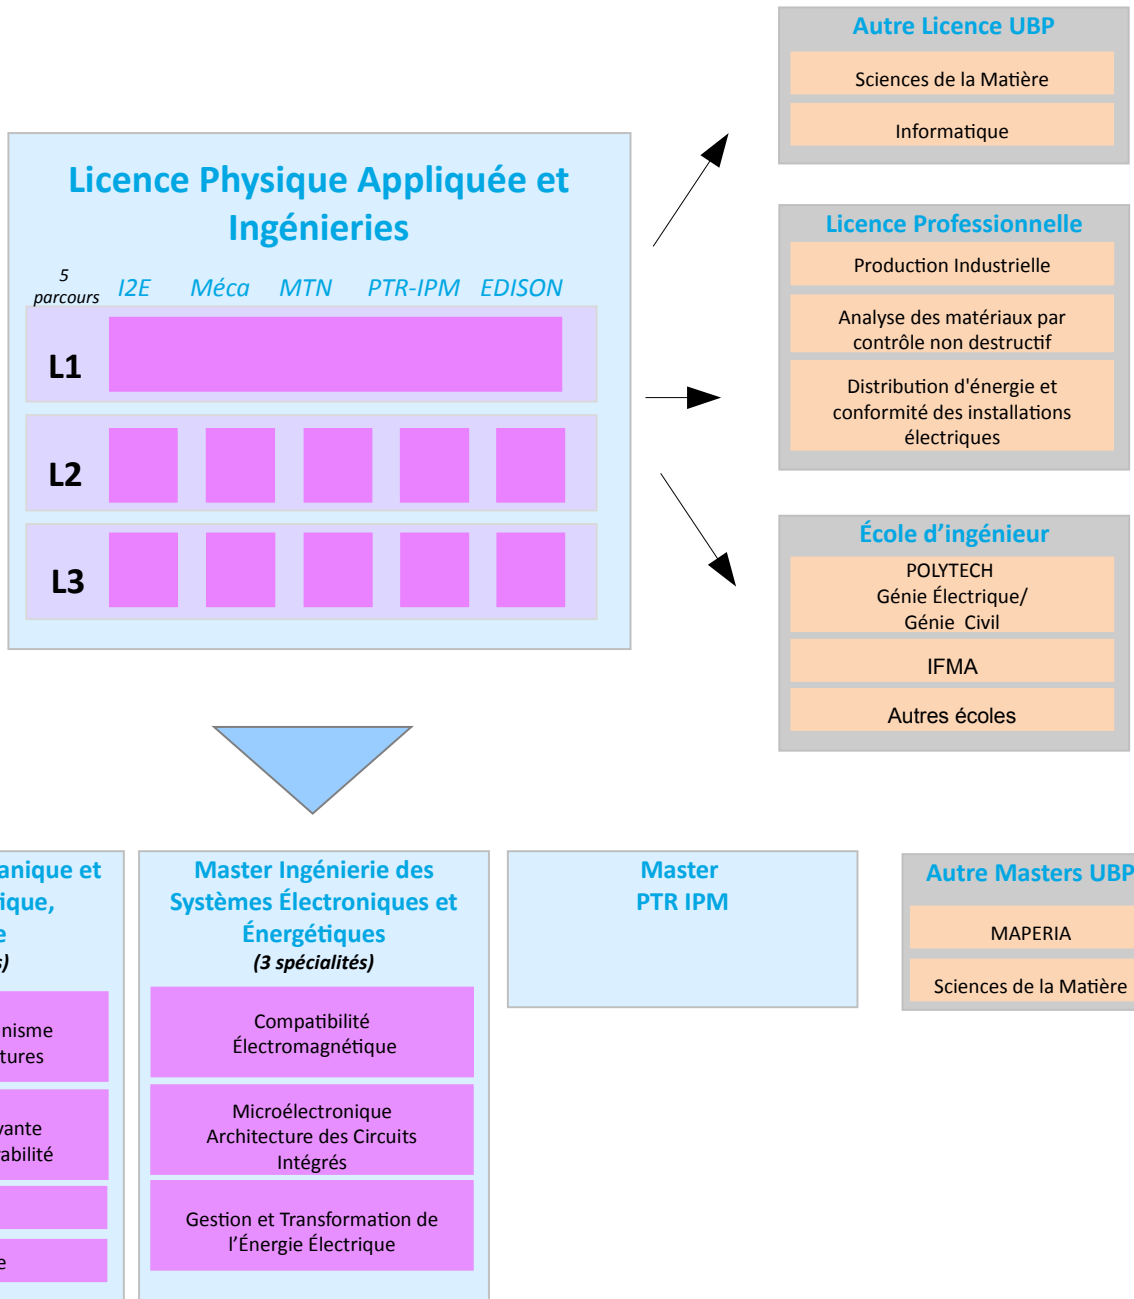 Autre Licence UBP
Sciences de la Matière
Informatique
Licence Physique Appliquée et
Ingénieries
5
parcours
I2E Méca MTN PTR-IPM EDISON
L1
L2
L3
Licence Professionnelle
Production Industrielle
Analyse des matériaux par
contrôle non destructif
Distribution d'énergie et
conformité des installations
électriques
École d’ingénieur
POLYTECH
Génie Électrique/
Génie Civil
IFMA
Autres écoles
et
Master Ingénierie des
Systèmes Électroniques et
Énergétiques
(3 spécialités)
Compatibilité
Électromagnétique
Microélectronique
Architecture des Circuits
Intégrés
Gestion et Transformation de
l’Énergie Électrique
Master
PTR IPM
Autre Masters UBP
MAPERIA
Sciences de la Matière